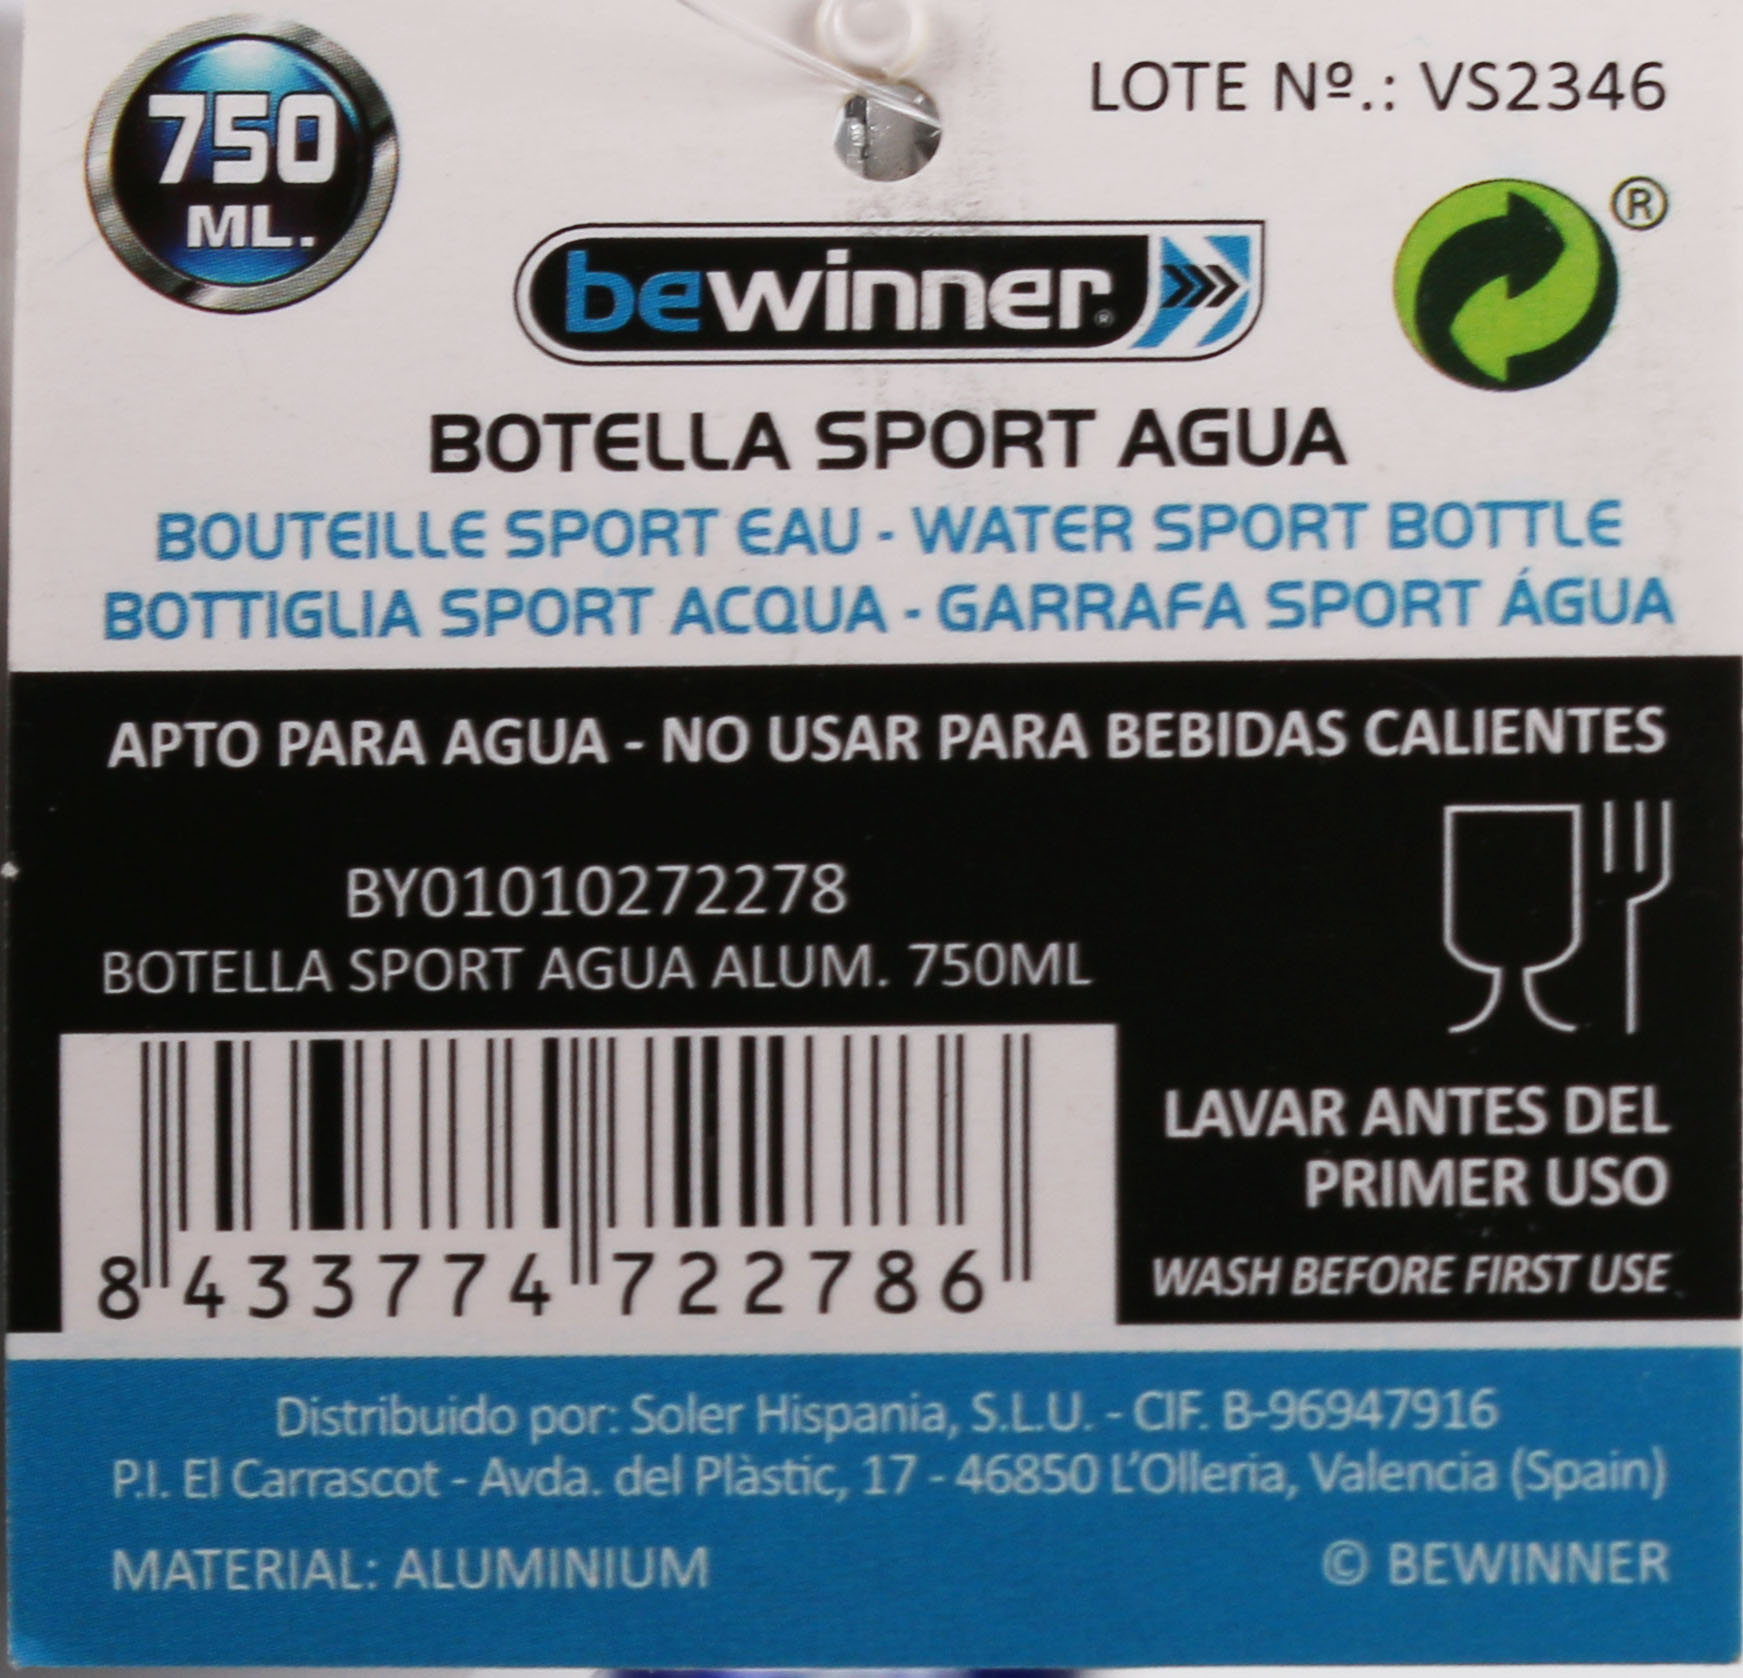 750
ML.
LOTE Nº.: VS2346
®
bewinner®
BOTELLA SPORT AGUA
BOUTEILLE SPORT EAU - WATER SPORT BOTTLE
BOTTIGLIA SPORT ACQUA - GARRAFA SPORT ÁGUA
APTO PARA AGUA - NO USAR PARA BEBIDAS CALIENTES
BY01010272278
BOTELLA SPORT AGUA ALUM. 750ML
8 433774 722786
LAVAR ANTES DEL
PRIMER USO
WASH BEFORE FIRST USE
Distribuido por: Soler Hispania, S.L.U. - CIF. B-96947916
P.I. El Carrascot - Avda. del Plàstic, 17 - 46850 L'Olleria, Valencia (Spain)
MATERIAL: ALUMINIUM
© BEWINNER